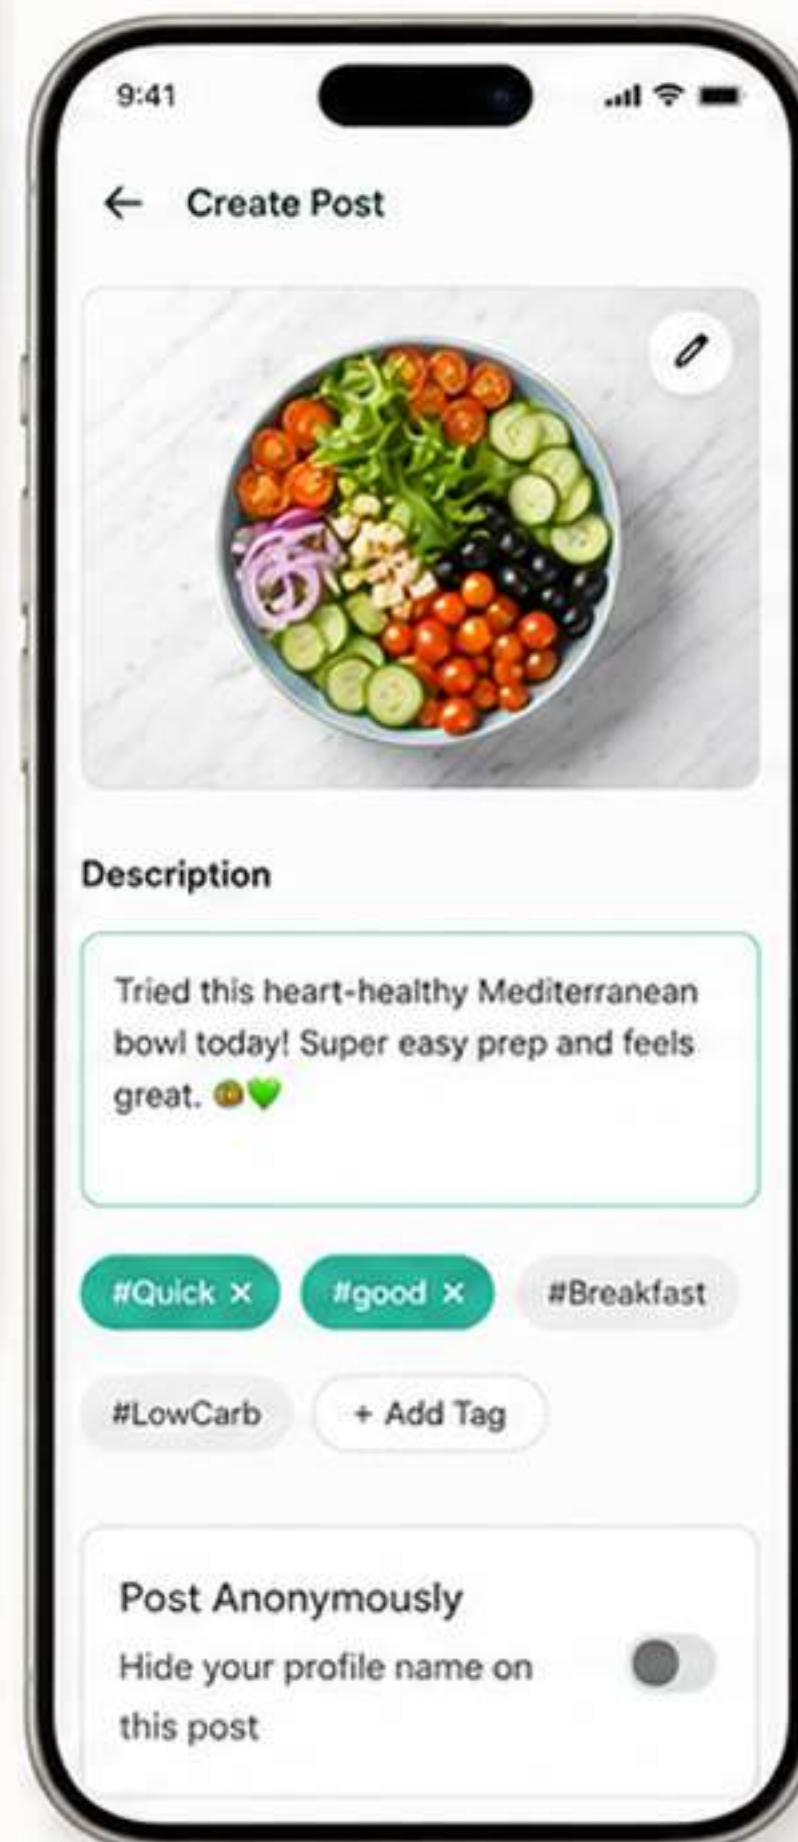 9:41
Create Post
Description
Tried this heart-healthy Mediterranean
bowl today! Super easy prep and feels
great. 🥗💚
#Quick × #good × #Breakfast
#LowCarb + Add Tag
Post Anonymously
Hide your profile name on
this post